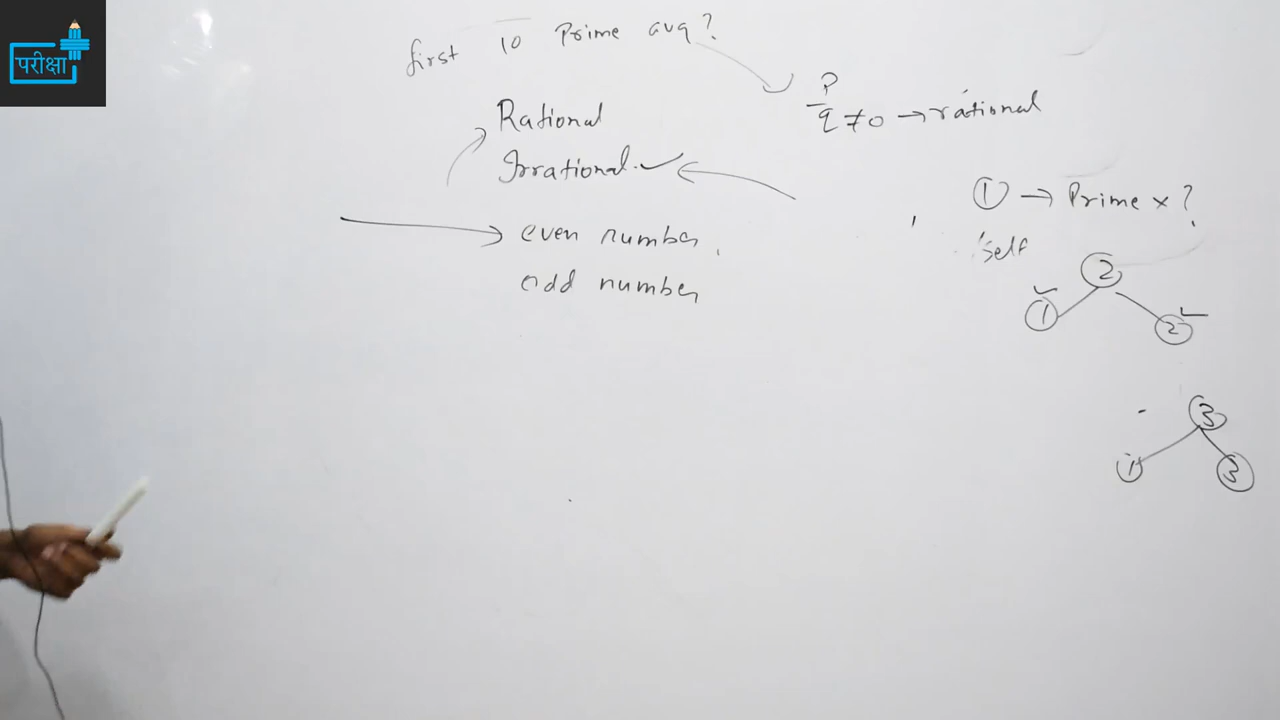 परीक्षा
first 10 Prime avg?
P
q ≠ 0 → rational
Rational
Irrational. ✓
① → Prime × ?
even number
self
②
odd number
① ②
③
① ③